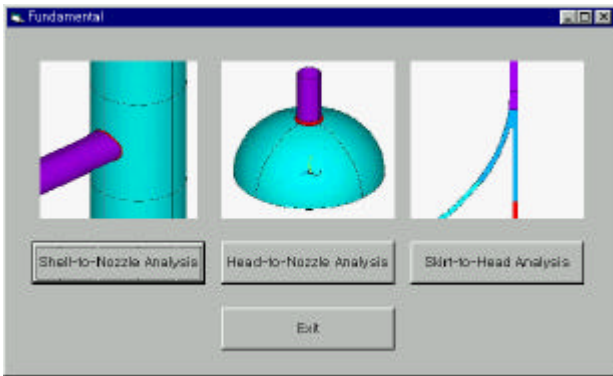 Fundamental
Shell-to-Nozzle Analysis
Head-to-Nozzle Analysis
Skirt-to-Head Analysis
Exit